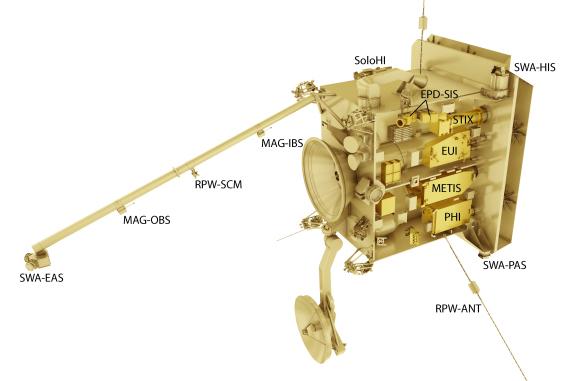 SoloHI
SWA-HIS
EPD-SIS
STIX
MAG-IBS
EUI
RPW-SCM
METIS
MAG-OBS
PHI
SWA-EAS
SWA-PAS
RPW-ANT